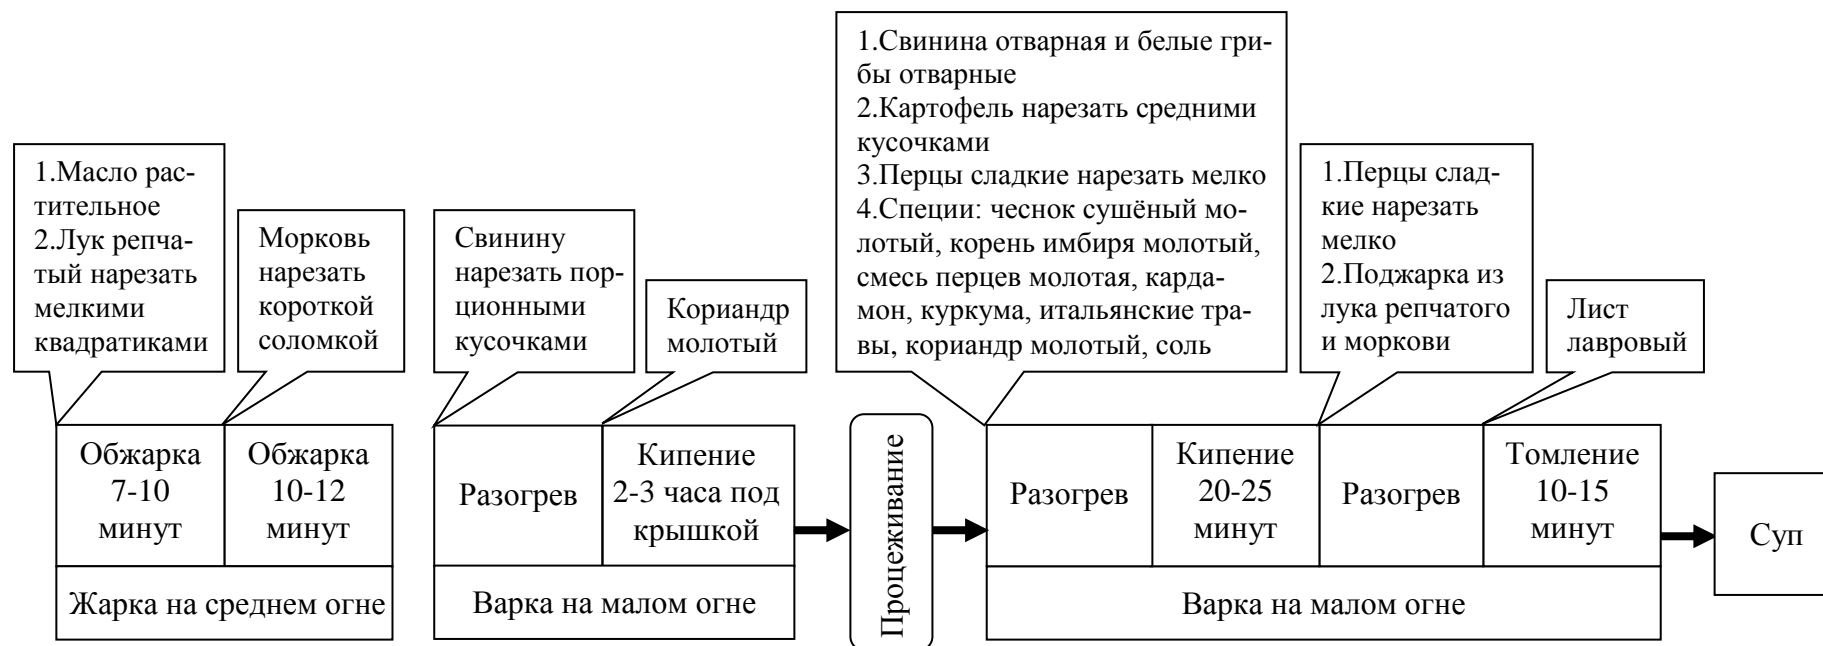 1.Масло рас-
тительное
2.Лук репча-
тый нарезать
мелкими
квадратиками
Морковь
нарезать
короткой
соломкой
Свинину
нарезать пор-
ционными
кусочками
Кориандр
молотый
1.Свинина отварная и белые гри-
бы отварные
2.Картофель нарезать средними
кусочками
3.Перцы сладкие нарезать мелко
4.Специи: чеснок сушёный мо-
лотый, корень имбиря молотый,
смесь перцев молотая, карда-
мон, куркума, итальянские тра-
вы, кориандр молотый, соль
1.Перцы слад-
кие нарезать
мелко
2.Поджарка из
лука репчатого
и моркови
Лист
лавровый
Обжарка
7-10
минут
Обжарка
10-12
минут
Жарка на среднем огне
Разогрев
Кипение
2-3 часа под
крышкой
Варка на малом огне
Процеживание
Разогрев
Кипение
20-25
минут
Разогрев
Томление
10-15
минут
Варка на малом огне
Суп